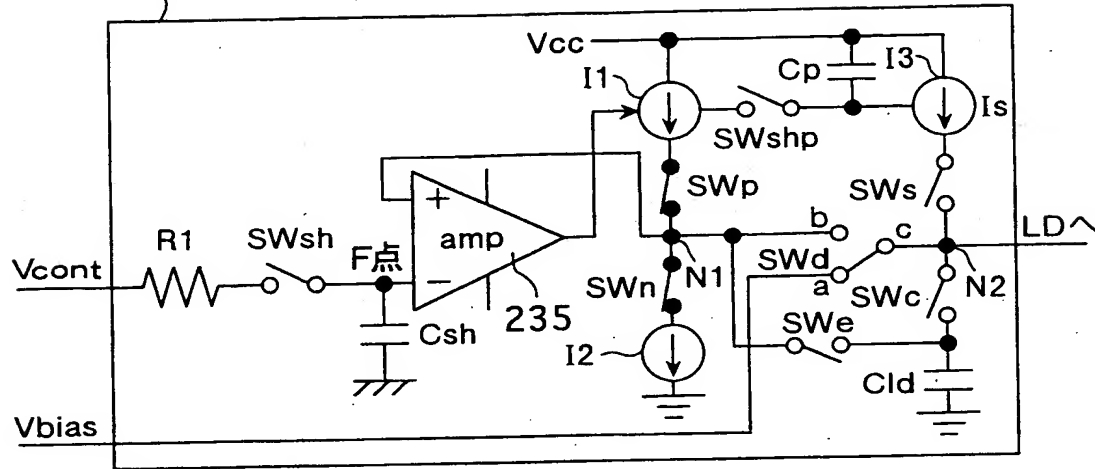 Vcc
I1
Cp
I3
Is
SWshp
SWp
SWs
R1
SWsh
F点
+
amp
−
b
c
LDへ
Vcont
SWd
a
N1
N2
SWn
SWc
235
Csh
SWe
I2
Cld
Vbias